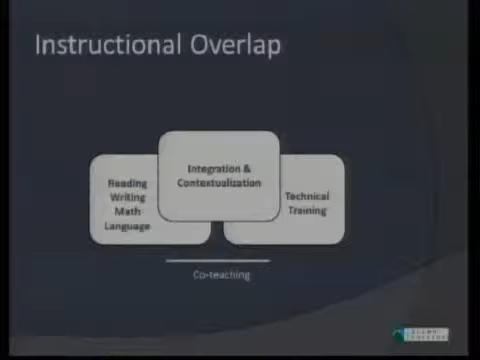 Instructional Overlap
Integration &
Contextualization
Reading
Writing
Math
Language
Technical
Training
Co-teaching